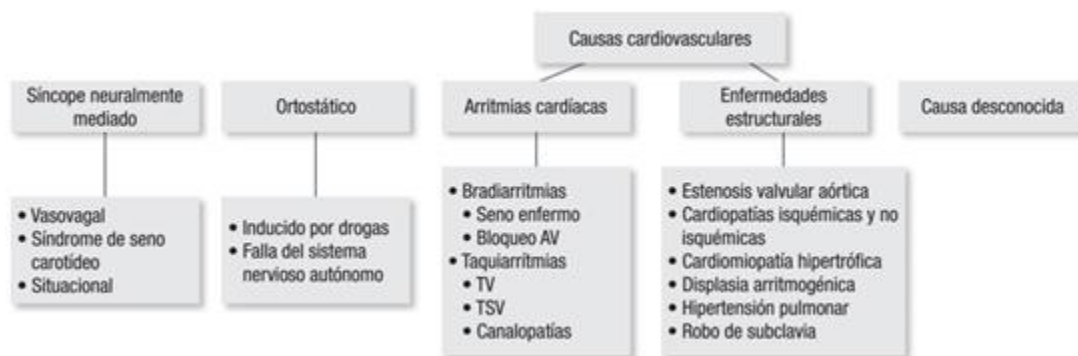 Causas cardiovasculares
Síncope neuralmente
mediado
Ortostático
Arritmias cardíacas
Enfermedades
estructurales
Causa desconocida
• Vasovagal
• Síndrome de seno
carotídeo
• Situacional
• Inducido por drogas
• Falla del sistema
nervioso autónomo
• Bradiarritmias
• Seno enfermo
• Bloqueo AV
• Taquiarrítmias
• TV
• TSV
• Canalopatías
• Estenosis valvular aórtica
• Cardiopatías isquémicas y no
isquémicas
• Cardiomiopatía hipertrófica
• Displasia arritmogénica
• Hipertensión pulmonar
• Robo de subclavia